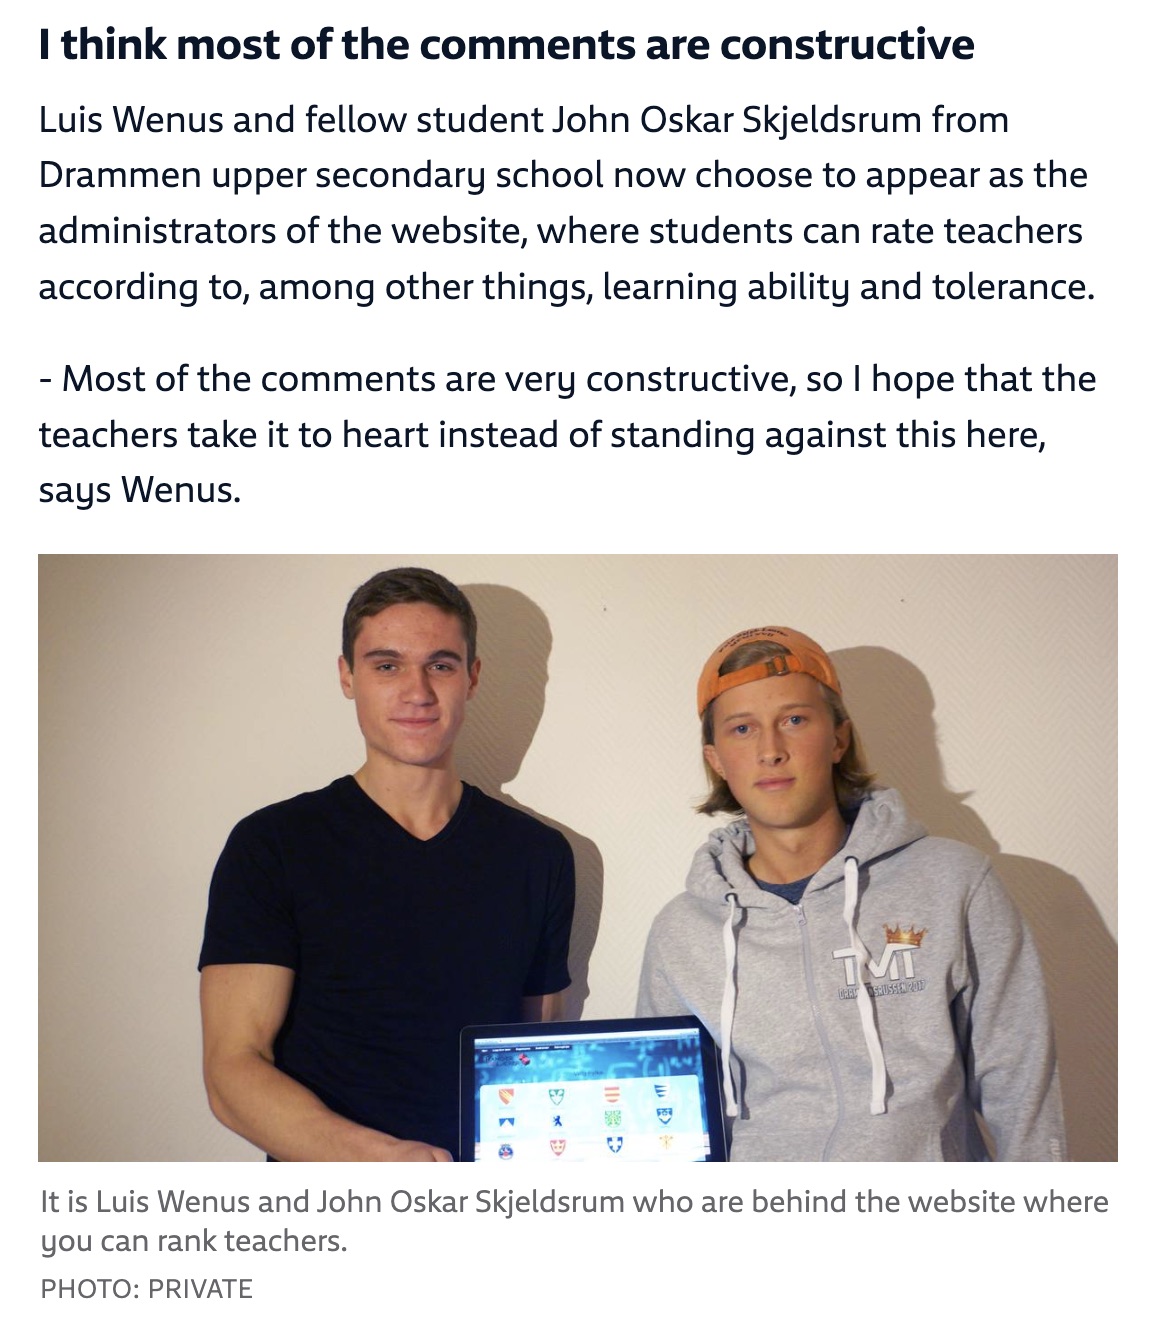 I think most of the comments are constructive
Luis Wenus and fellow student John Oskar Skjeldsrum from
Drammen upper secondary school now choose to appear as the
administrators of the website, where students can rate teachers
according to, among other things, learning ability and tolerance.
- Most of the comments are very constructive, so I hope that the
teachers take it to heart instead of standing against this here,
says Wenus.
TMT
2017
It is Luis Wenus and John Oskar Skjeldsrum who are behind the website where
you can rank teachers.
PHOTO: PRIVATE